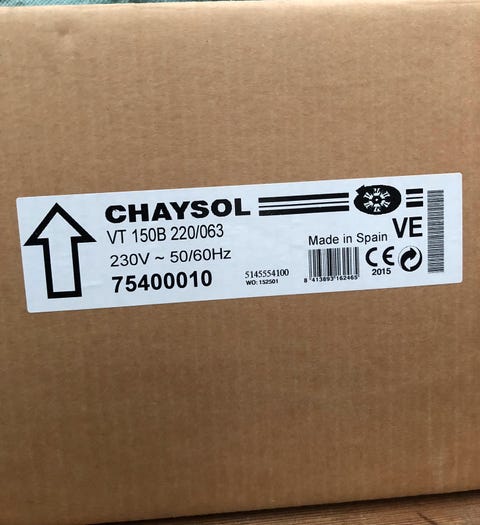 CHAYSOL
VT 150B 220/063
230V ~ 50/60Hz
75400010
5145554100
WO: 152501
Made in Spain
VE
8 413893 162465
CE
2015